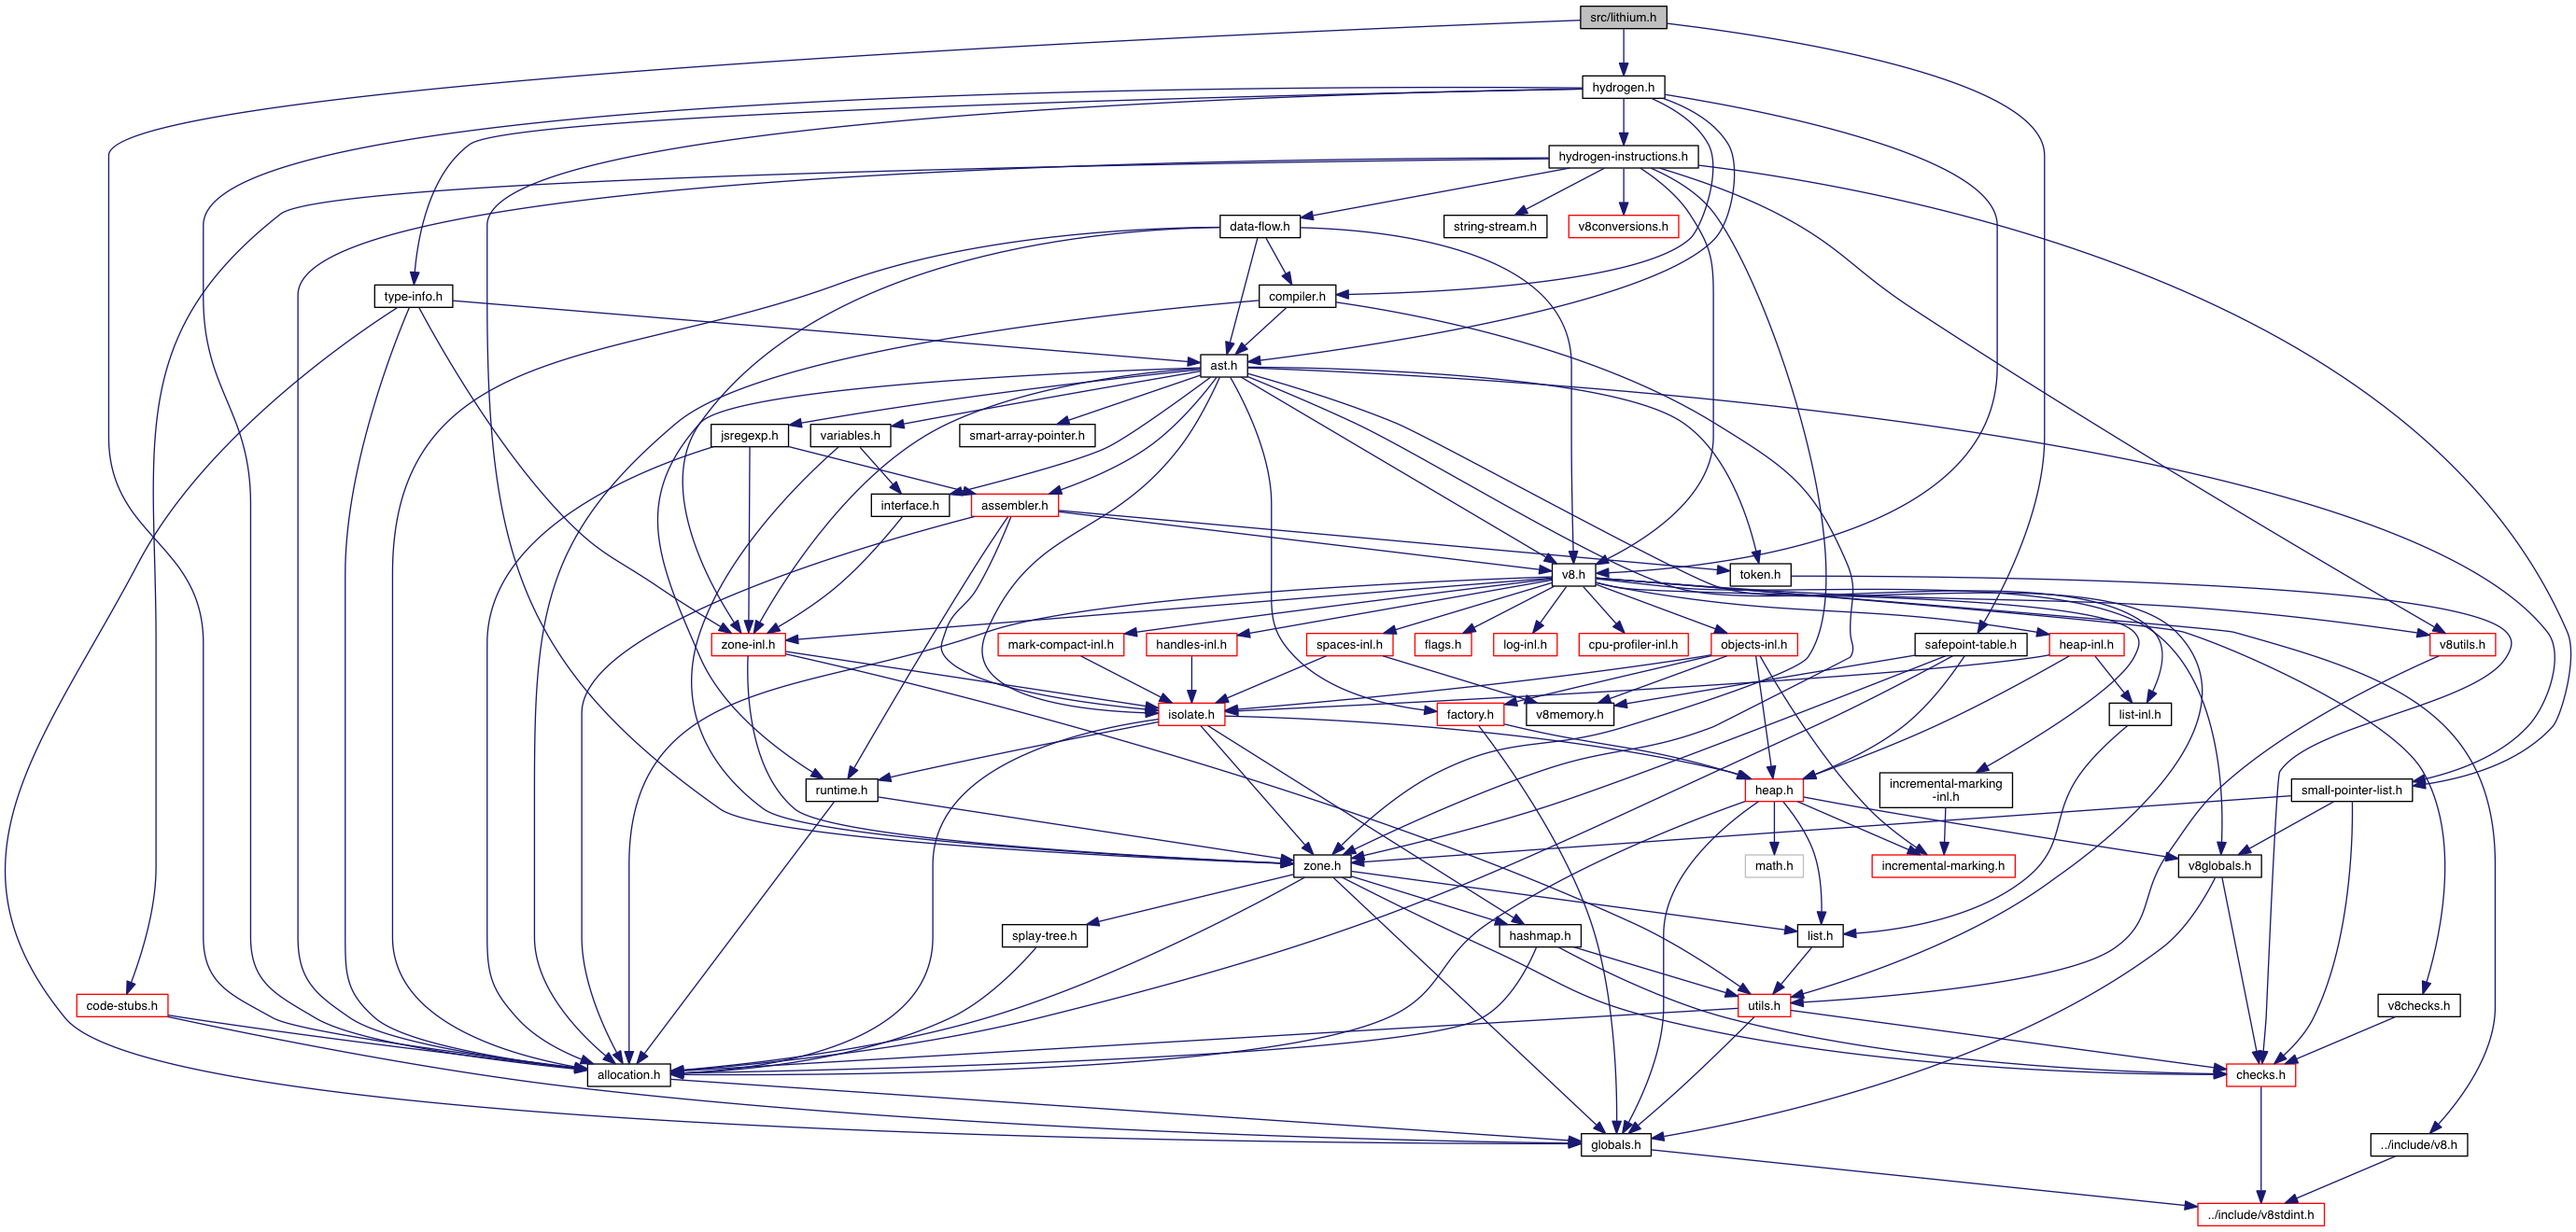 src/lithium.h
hydrogen.h
hydrogen-instructions.h
data-flow.h
string-stream.h
v8conversions.h
type-info.h
compiler.h
ast.h
jsregexp.h
variables.h
smart-array-pointer.h
interface.h
assembler.h
v8.h
token.h
zone-inl.h
mark-compact-inl.h
handles-inl.h
spaces-inl.h
flags.h
log-inl.h
cpu-profiler-inl.h
objects-inl.h
safepoint-table.h
heap-inl.h
v8utils.h
isolate.h
factory.h
v8memory.h
list-inl.h
runtime.h
heap.h
incremental-marking
-inl.h
small-pointer-list.h
zone.h
math.h
incremental-marking.h
v8globals.h
splay-tree.h
hashmap.h
list.h
code-stubs.h
utils.h
v8checks.h
allocation.h
checks.h
globals.h
../include/v8.h
../include/v8stdint.h